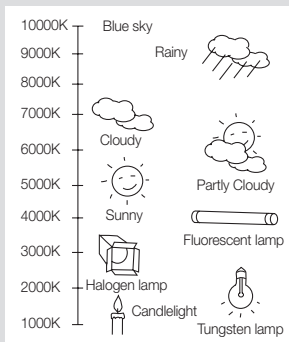 10000K
Blue sky
9000K
Rainy
8000K
7000K
Cloudy
6000K
5000K
Partly Cloudy
Sunny
4000K
Fluorescent lamp
3000K
Halogen lamp
2000K
Candlelight
1000K
Tungsten lamp